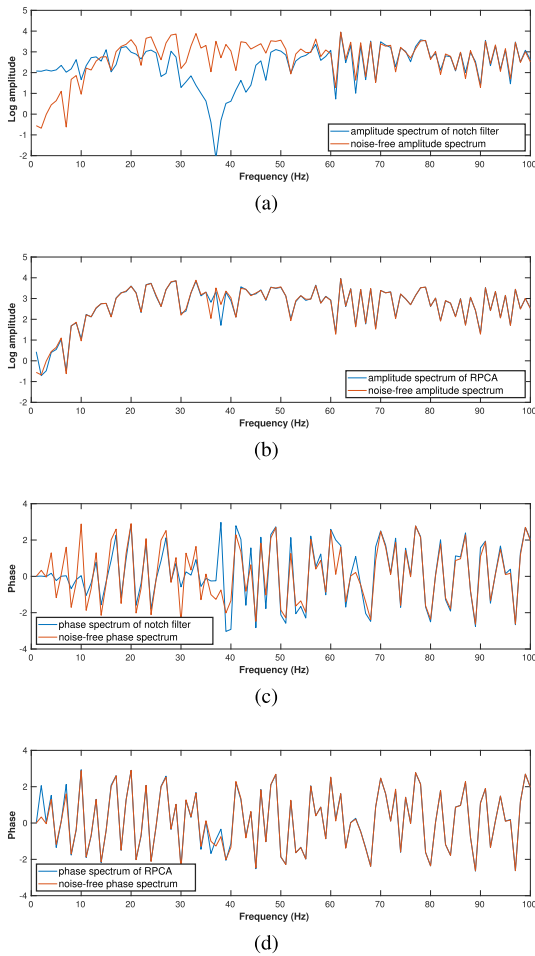 5
4
3
2
1
0
-1
-2
Log amplitude
amplitude spectrum of notch filter
noise-free amplitude spectrum
0 10 20 30 40 50 60 70 80 90 100
Frequency (Hz)
(a)
5
4
3
2
1
0
-1
-2
Log amplitude
amplitude spectrum of RPCA
noise-free amplitude spectrum
0 10 20 30 40 50 60 70 80 90 100
Frequency (Hz)
(b)
4
2
0
-2
-4
Phase
phase spectrum of notch filter
noise-free phase spectrum
0 10 20 30 40 50 60 70 80 90 100
Frequency (Hz)
(c)
4
2
0
-2
-4
Phase
phase spectrum of RPCA
noise-free phase spectrum
0 10 20 30 40 50 60 70 80 90 100
Frequency (Hz)
(d)